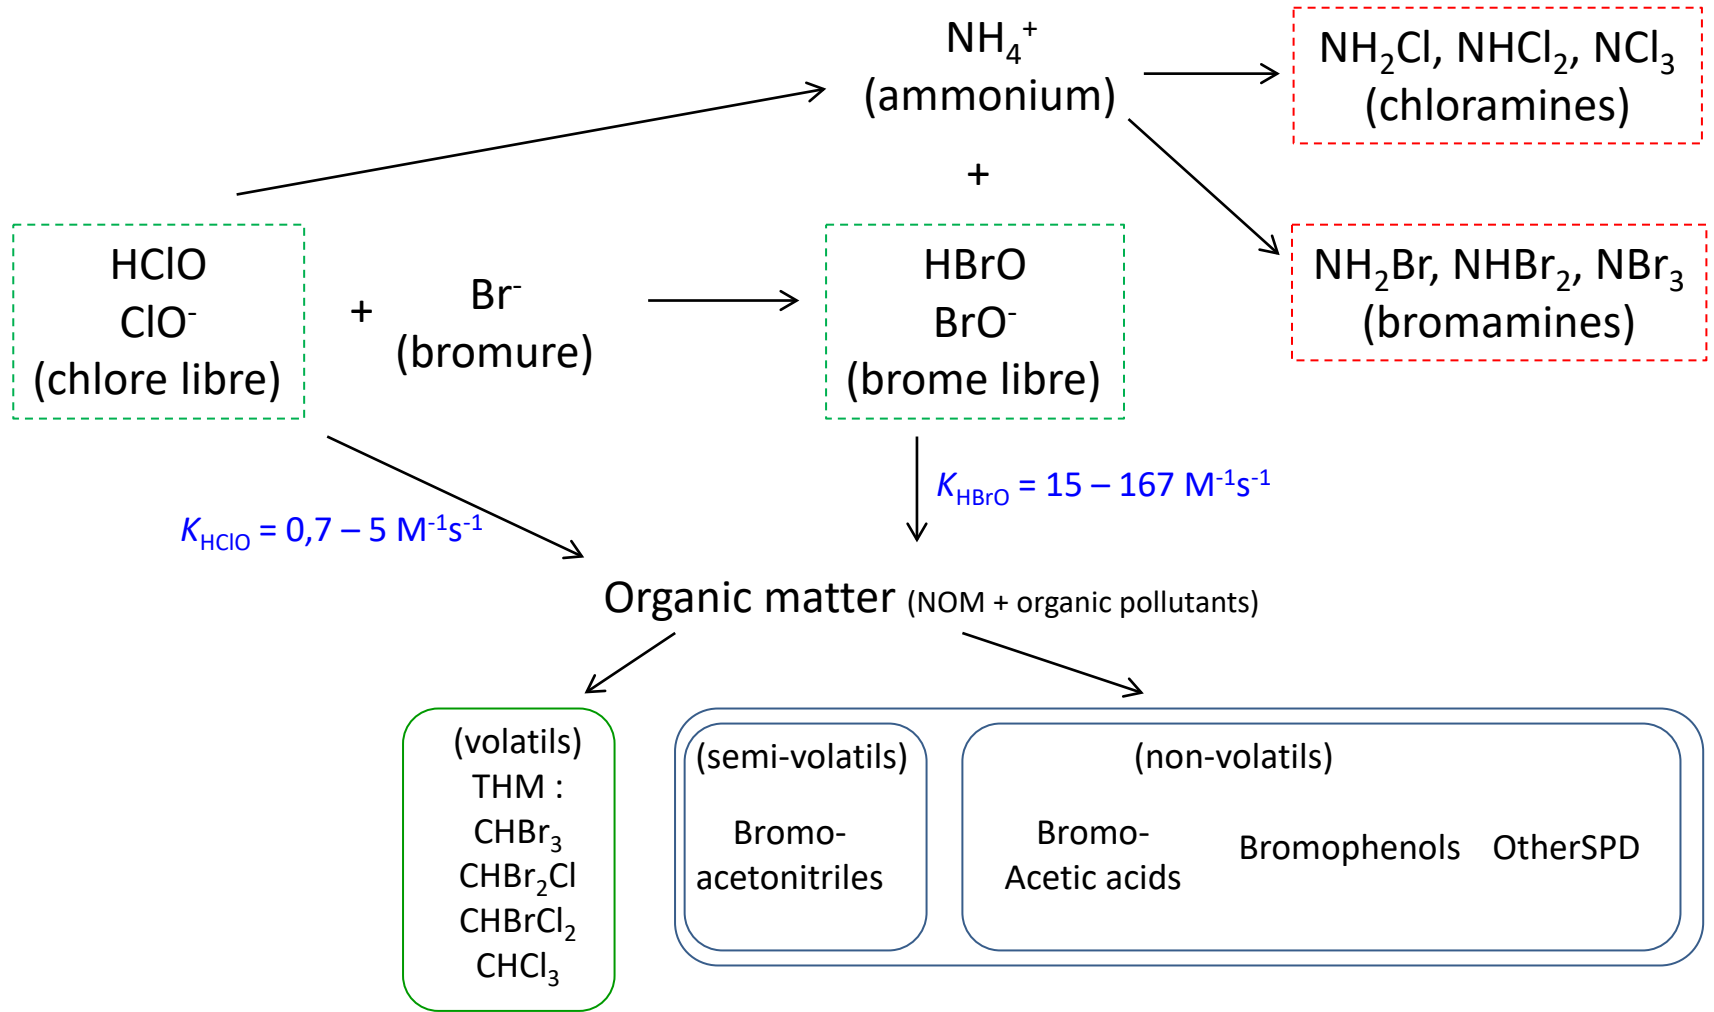 NH₄⁺
(ammonium)
NH₂Cl, NHCl₂, NCl₃
(chloramines)
+
HClO
ClO⁻
(chlore libre)
+
Br⁻
(bromure)
HBrO
BrO⁻
(brome libre)
NH₂Br, NHBr₂, NBr₃
(bromamines)
K_HClO = 0,7 – 5 M⁻¹s⁻¹
K_HBrO = 15 – 167 M⁻¹s⁻¹
Organic matter (NOM + organic pollutants)
(volatils)
THM :
CHBr₃
CHBr₂Cl
CHBrCl₂
CHCl₃
(semi-volatils)
Bromo-
acetonitriles
(non-volatils)
Bromo-
Acetic acids
Bromophenols
OtherSPD